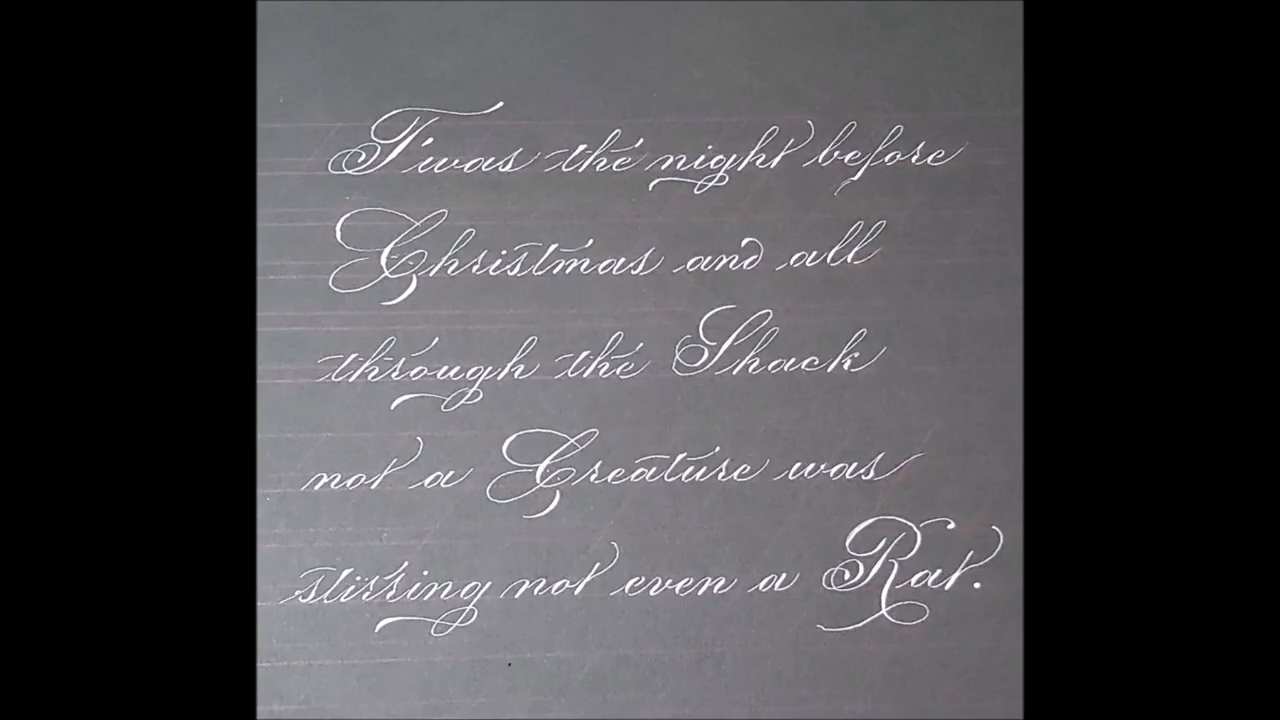 T'was the night before
Christmas and all
through the Shack
not a Creature was
stirring not even a Rat.